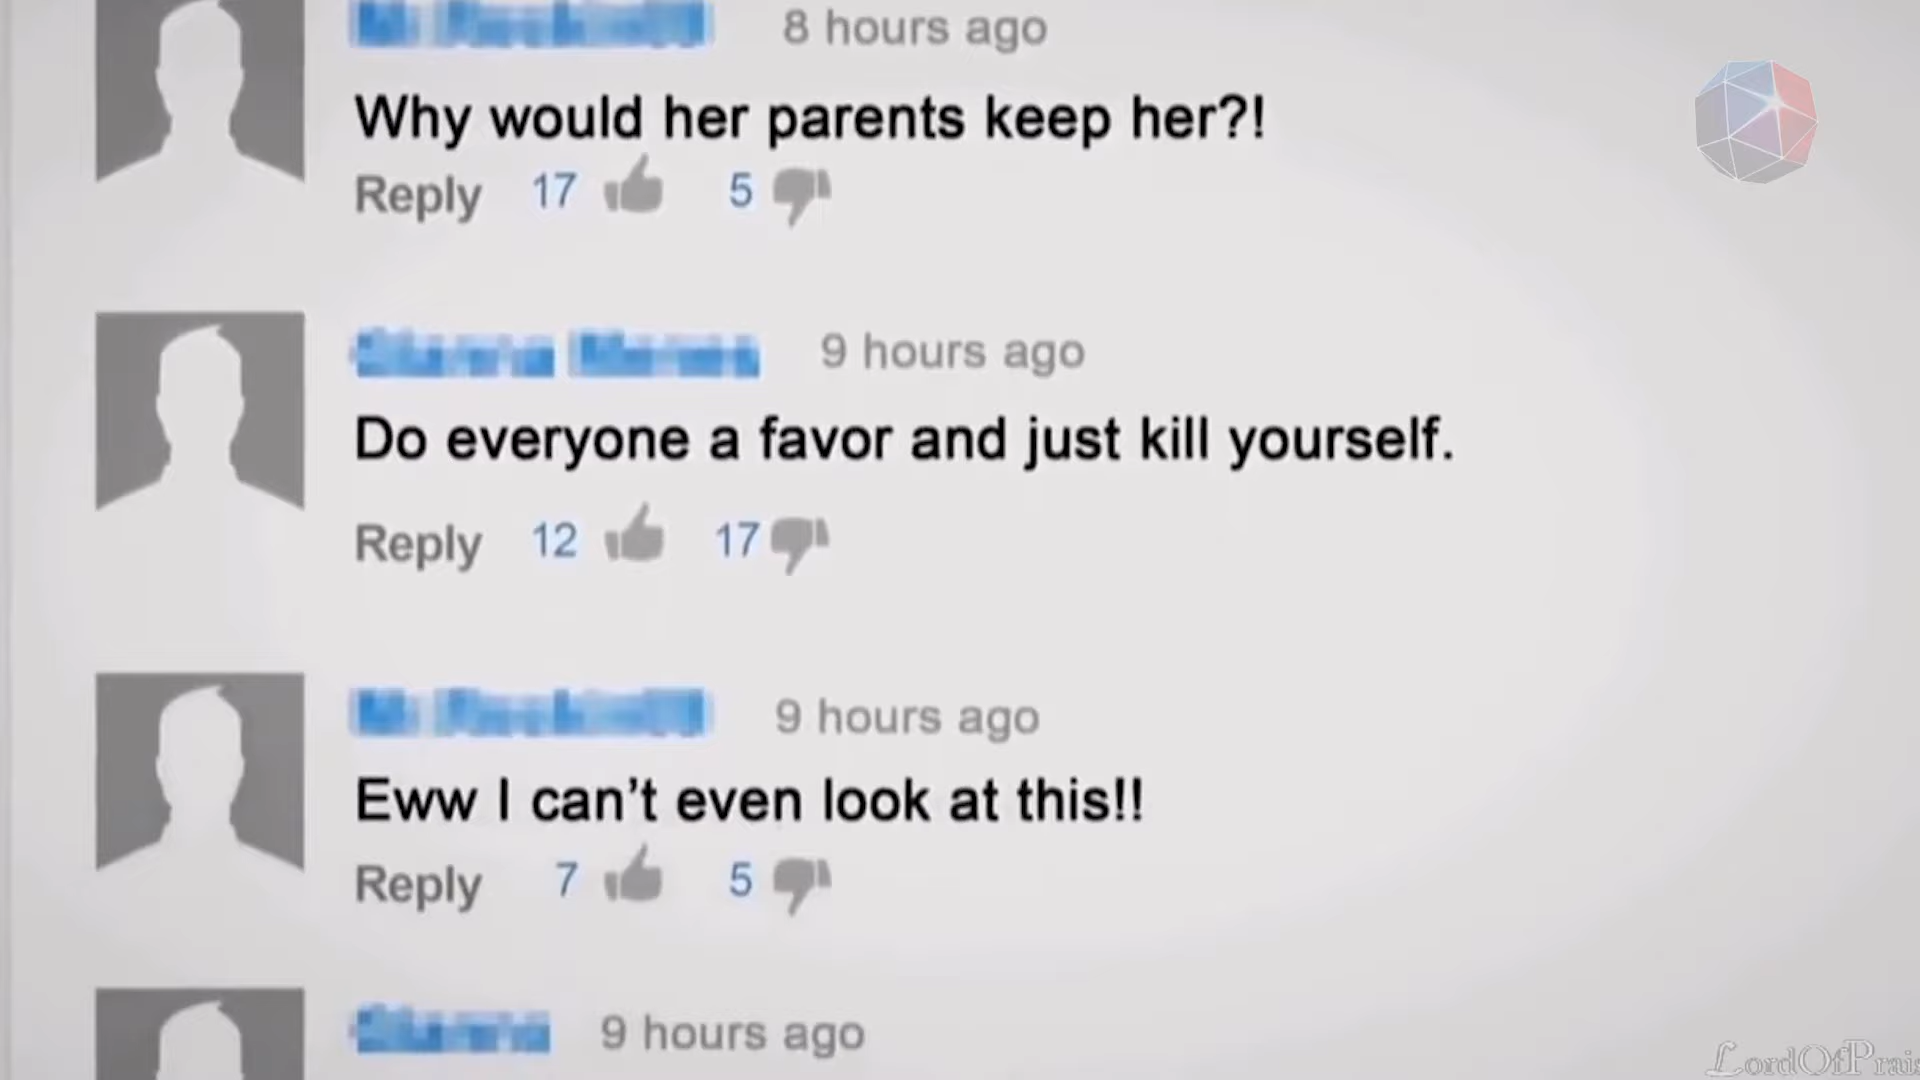 8 hours ago
Why would her parents keep her?!
Reply 17 5
9 hours ago
Do everyone a favor and just kill yourself.
Reply 12 17
9 hours ago
Eww I can't even look at this!!
Reply 7 5
9 hours ago